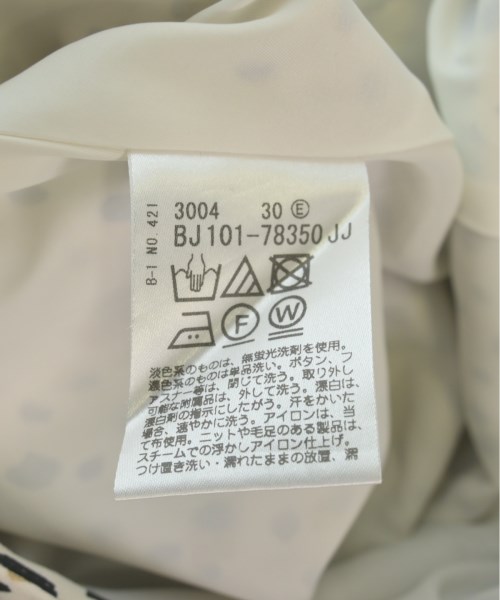 B-1 NO.421
3004 30 Ⓔ
BJ101-78350JJ
F W
淡色系のものは、無蛍光洗剤を使用。
濃色系のものは単品洗い。ボタン、フ
ァスナー等は、閉じて洗う。取り外し
可能な附属品は、外して洗う。漂白は、
漂白剤の指示にしたがう。汗をかいた
場合、速やかに洗う。アイロンは、当
て布使用。ニットや毛足のある製品は、
スチームでの浮かしアイロン仕上げ。
つけ置き洗い・濡れたままの放置、濡